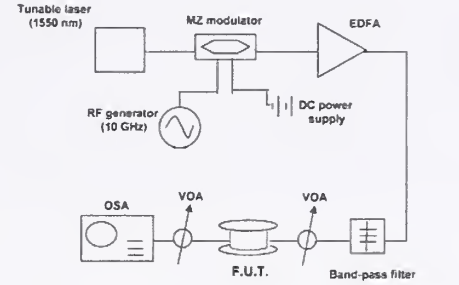 Tunable laser
(1550 nm)
MZ modulator
EDFA
RF generator
(10 GHz)
DC power
supply
OSA
VOA
VOA
F.U.T.
Band-pass filter